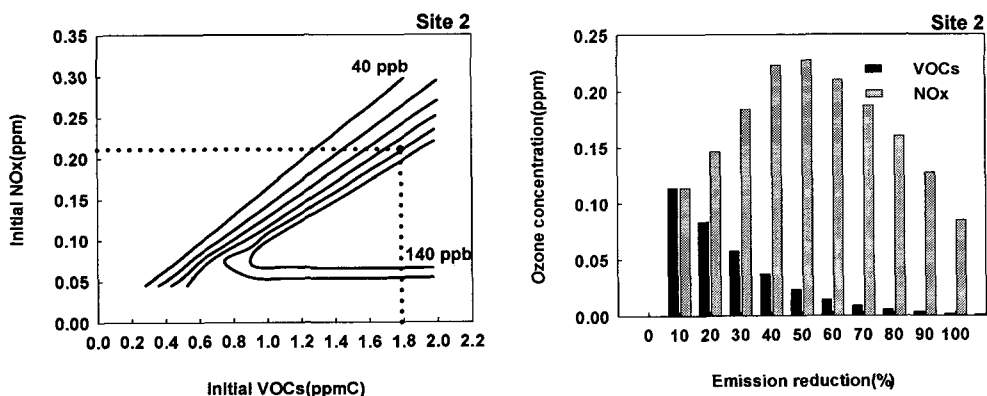 Site 2
0.35
0.30
0.25
0.20
0.15
0.10
0.05
0.00
Initial NOx(ppm)
40 ppb
140 ppb
0.0 0.2 0.4 0.6 0.8 1.0 1.2 1.4 1.6 1.8 2.0 2.2
Initial VOCs(ppmC)
Site 2
0.25
0.20
0.15
0.10
0.05
0.00
Ozone concentration(ppm)
VOCs
NOx
0 10 20 30 40 50 60 70 80 90 100
Emission reduction(%)